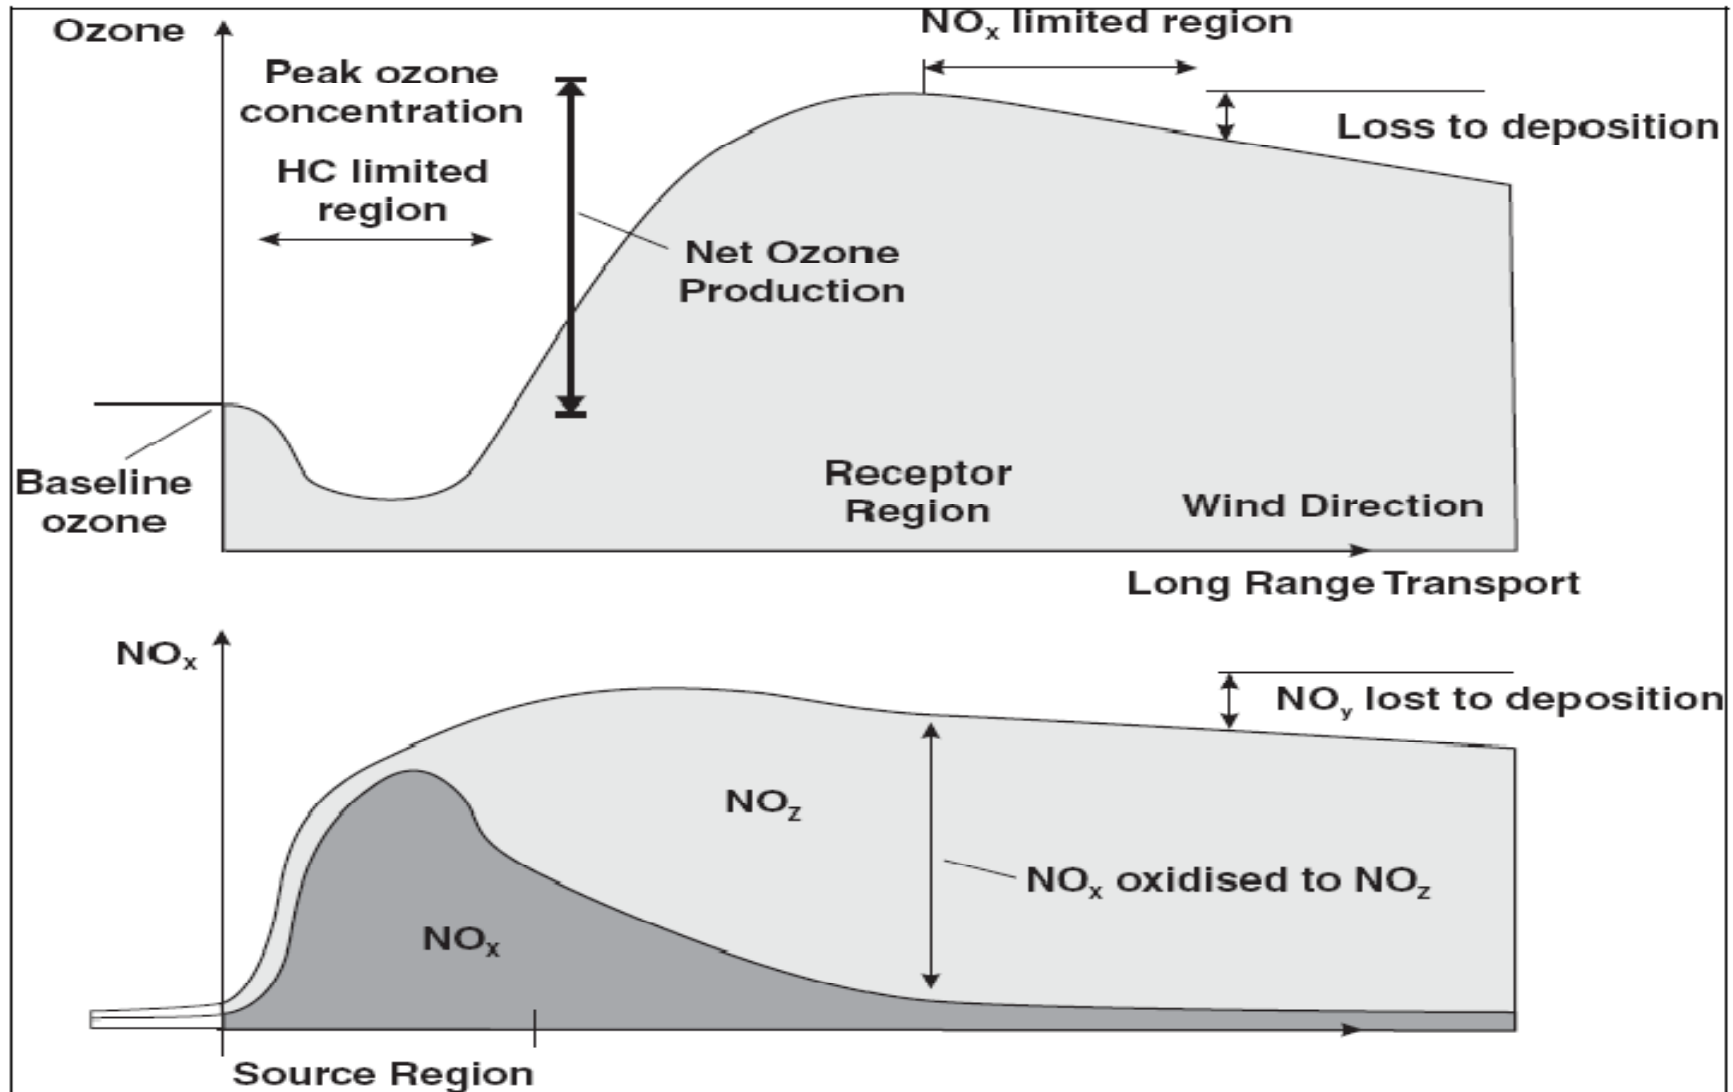 Ozone
NOₓ limited region
Peak ozone
concentration
Loss to deposition
HC limited
region
Net Ozone
Production
Baseline
ozone
Receptor
Region
Wind Direction
Long Range Transport
NOₓ
NOy lost to deposition
NOz
NOₓ oxidised to NOz
NOₓ
Source Region